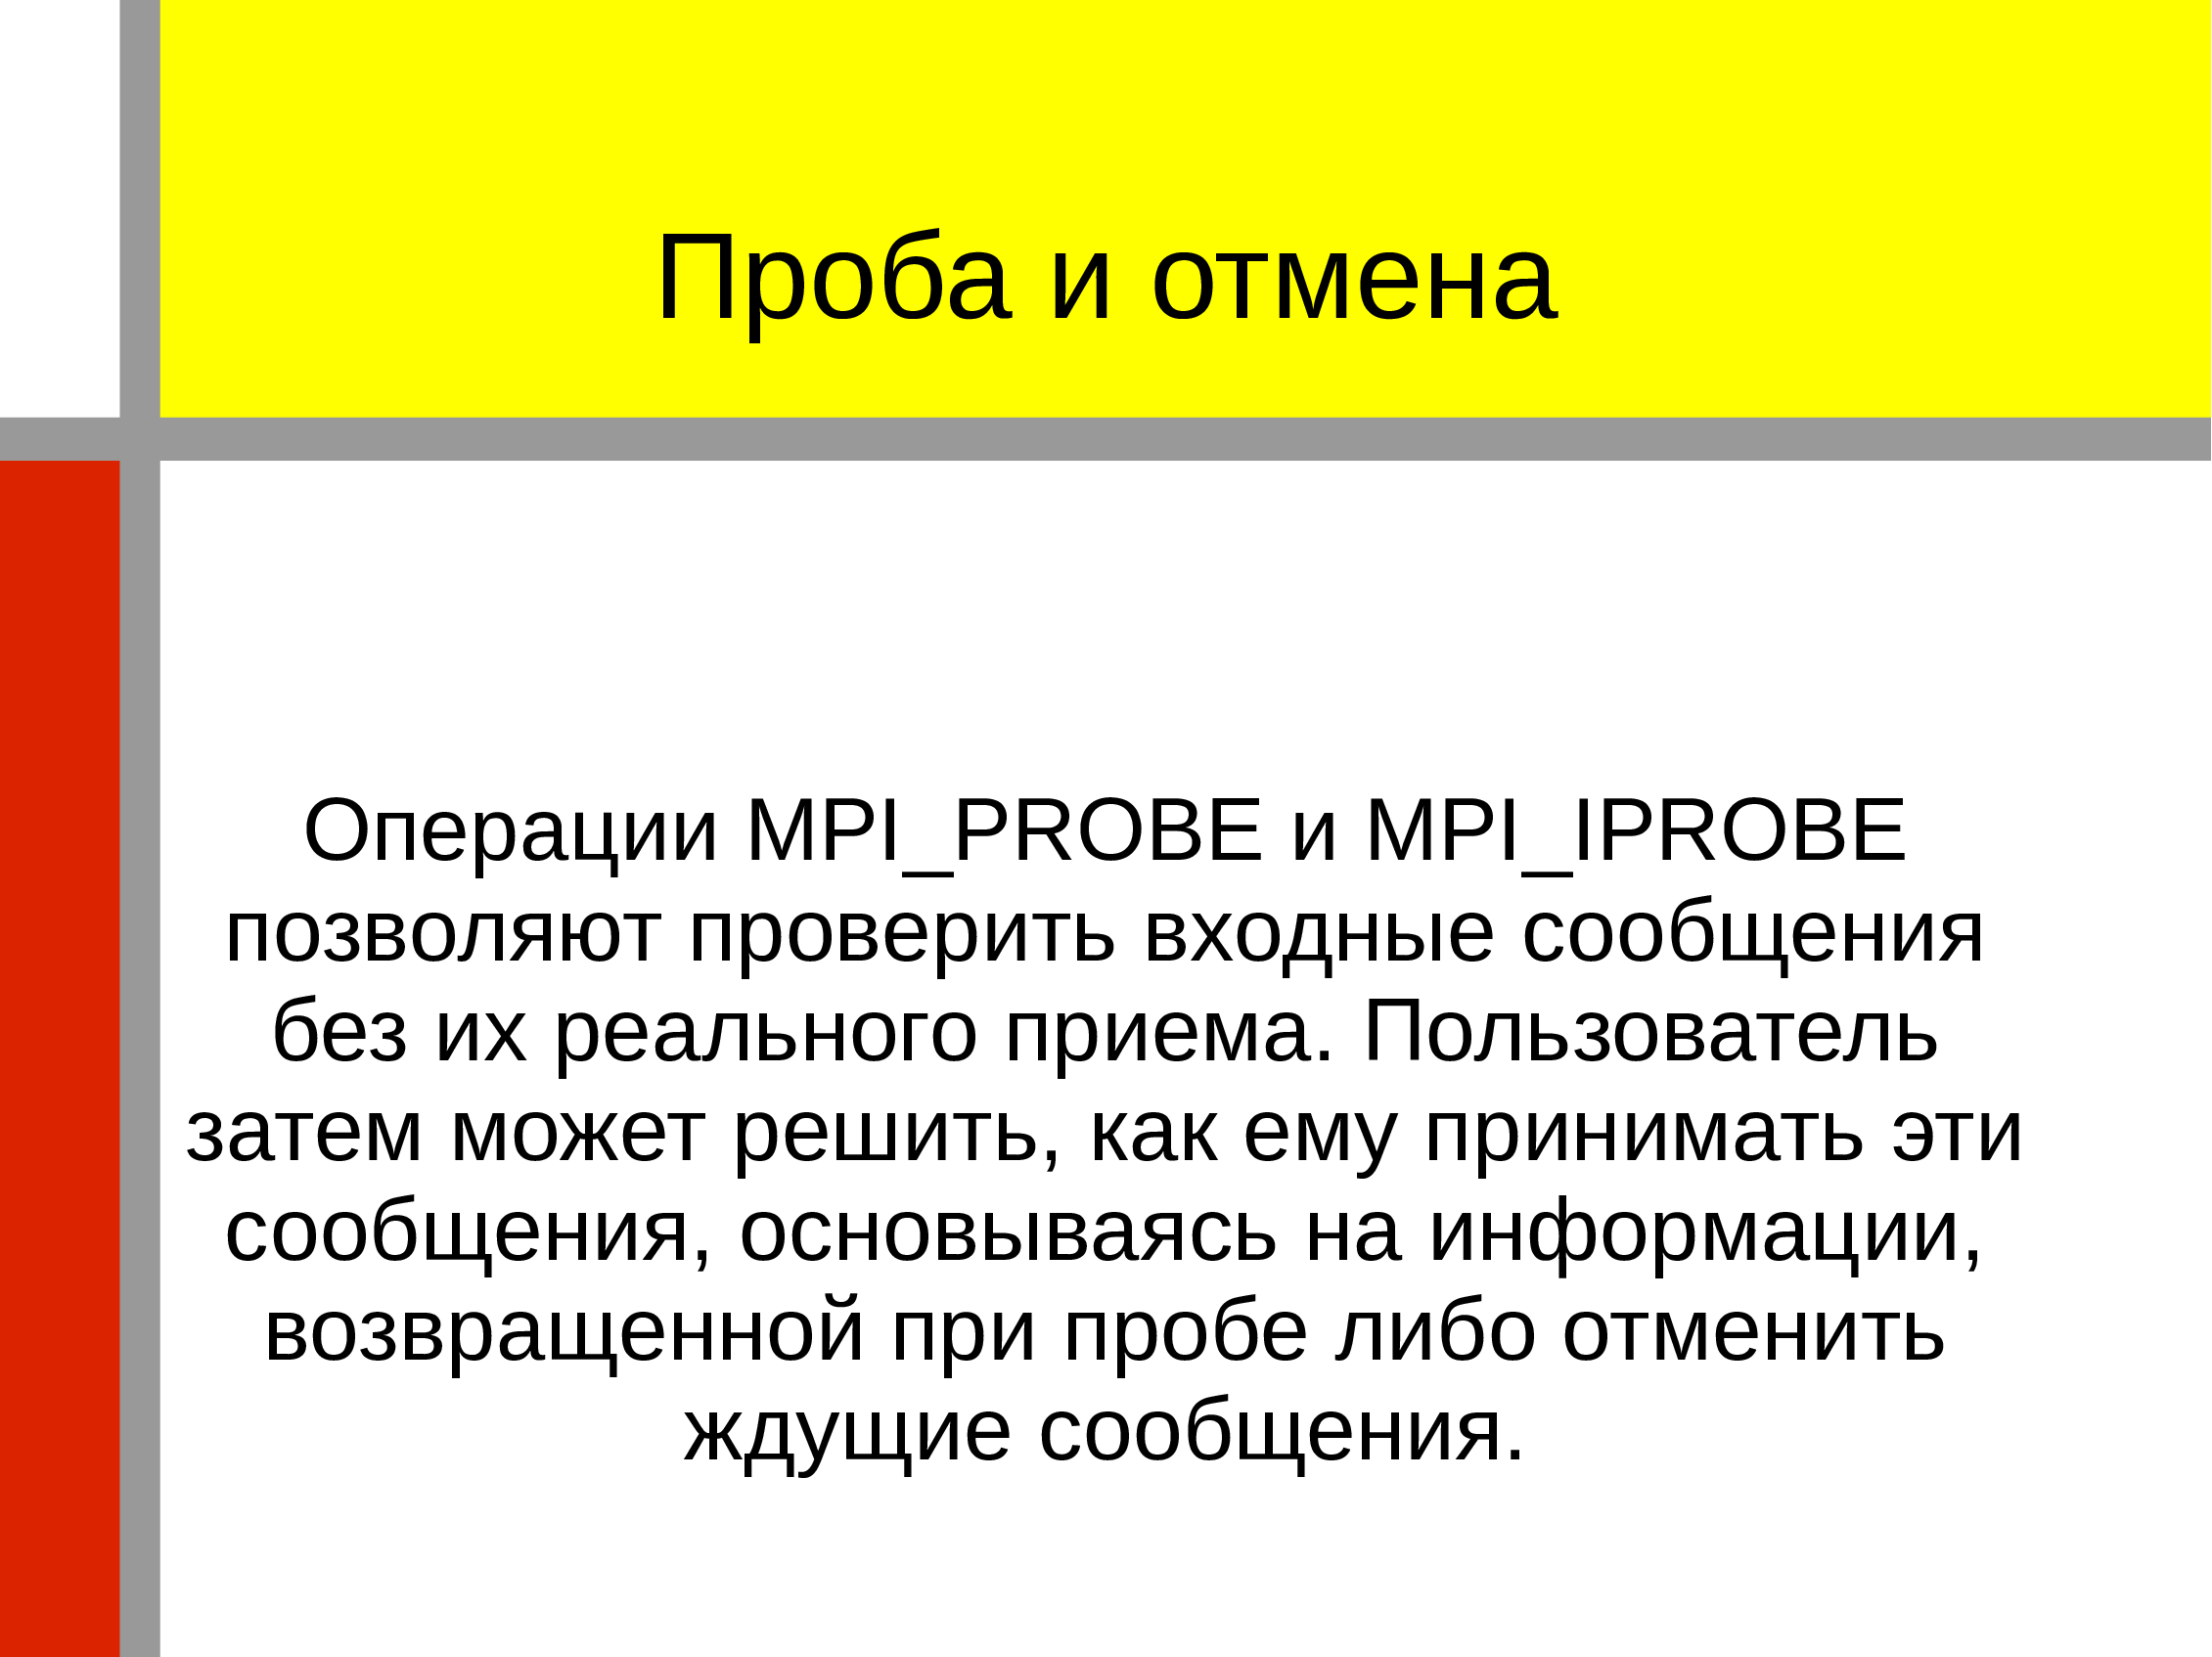 Проба и отмена
Операции MPI_PROBE и MPI_IPROBE
позволяют проверить входные сообщения
без их реального приема. Пользователь
затем может решить, как ему принимать эти
сообщения, основываясь на информации,
возвращенной при пробе либо отменить
ждущие сообщения.